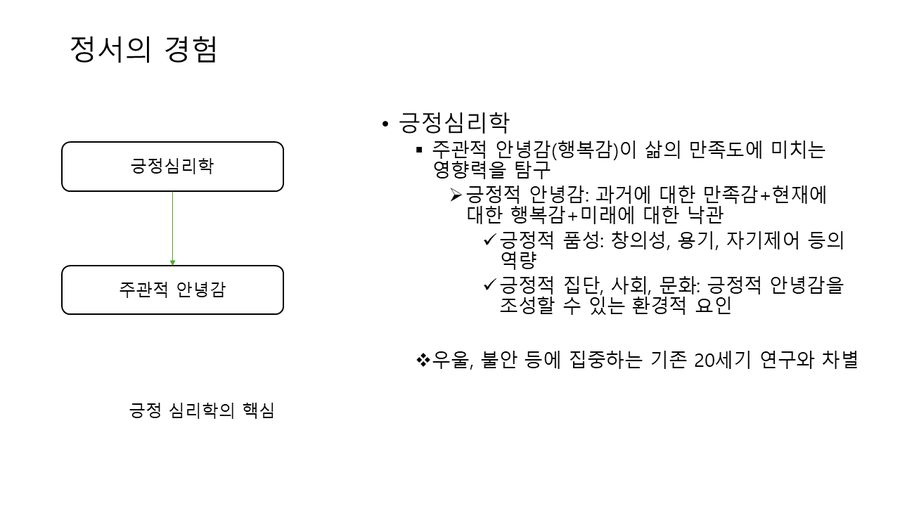 정서의 경험
긍정심리학
주관적 안녕감
긍정 심리학의 핵심
• 긍정심리학
▪ 주관적 안녕감(행복감)이 삶의 만족도에 미치는
영향력을 탐구
➢ 긍정적 안녕감: 과거에 대한 만족감+현재에
대한 행복감+미래에 대한 낙관
✓ 긍정적 품성: 창의성, 용기, 자기제어 등의
역량
✓ 긍정적 집단, 사회, 문화: 긍정적 안녕감을
조성할 수 있는 환경적 요인
❖ 우울, 불안 등에 집중하는 기존 20세기 연구와 차별